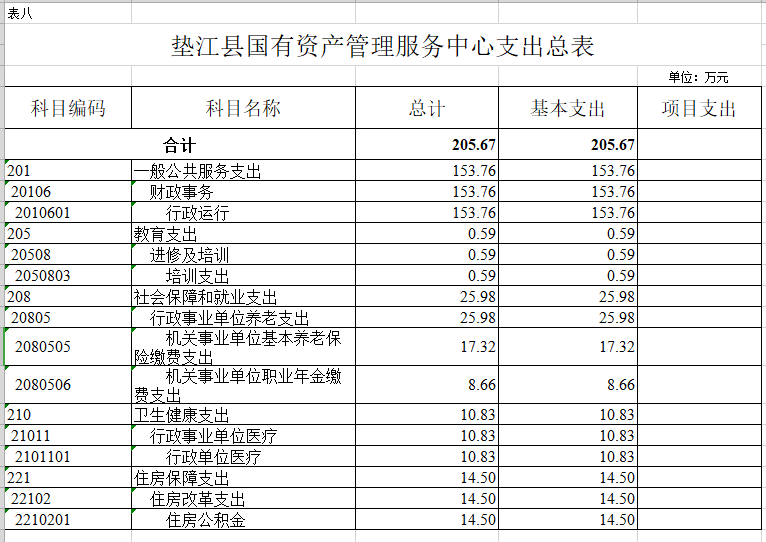 表八
垫江县国有资产管理服务中心支出总表
单位：万元
科目编码 科目名称 总计 基本支出 项目支出
合计 205.67 205.67
201 一般公共服务支出 153.76 153.76
20106 财政事务 153.76 153.76
2010601 行政运行 153.76 153.76
205 教育支出 0.59 0.59
20508 进修及培训 0.59 0.59
2050803 培训支出 0.59 0.59
208 社会保障和就业支出 25.98 25.98
20805 行政事业单位养老支出 25.98 25.98
2080505 机关事业单位基本养老保 17.32 17.32
险缴费支出
2080506 机关事业单位职业年金缴 8.66 8.66
费支出
210 卫生健康支出 10.83 10.83
21011 行政事业单位医疗 10.83 10.83
2101101 行政单位医疗 10.83 10.83
221 住房保障支出 14.50 14.50
22102 住房改革支出 14.50 14.50
2210201 住房公积金 14.50 14.50